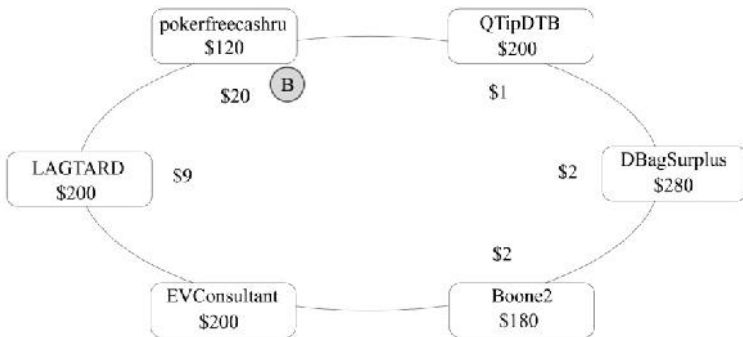 pokerfreecashru
$120
QTipDTB
$200
$20
B
$1
LAGTARD
$200
$9
$2
DBagSurplus
$280
$2
EVConsultant
$200
Boone2
$180